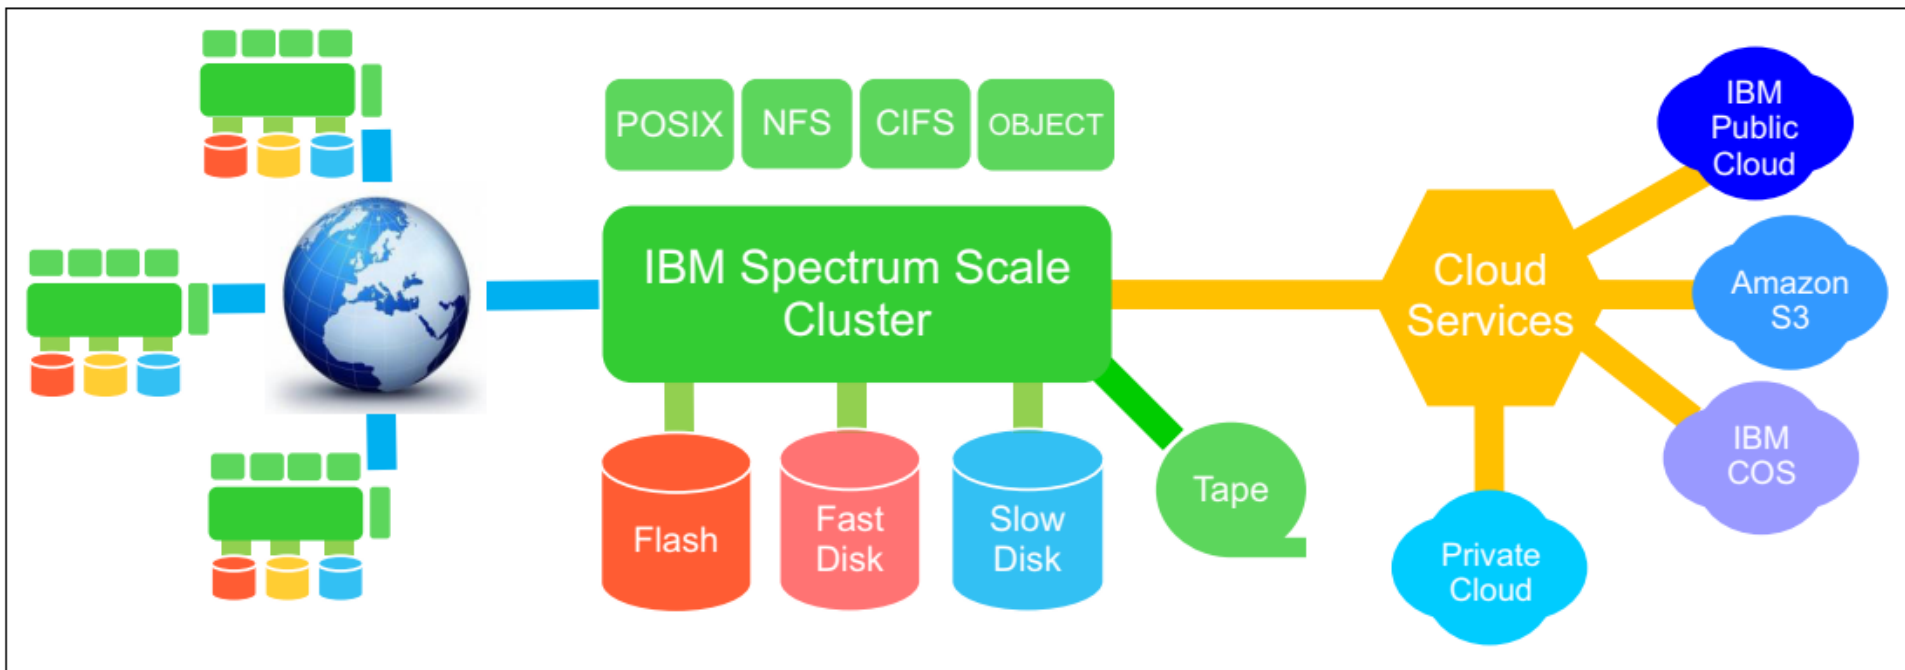 POSIX
NFS
CIFS
OBJECT
IBM Spectrum Scale
Cluster
Flash
Fast
Disk
Slow
Disk
Tape
Cloud
Services
IBM
Public
Cloud
Amazon
S3
IBM
COS
Private
Cloud